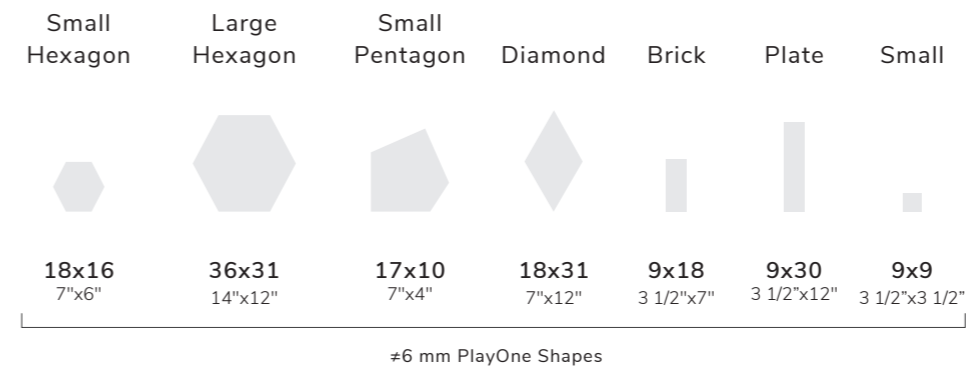 Small
Hexagon
Large
Hexagon
Small
Pentagon
Diamond
Brick
Plate
Small
18x16
7"x6"
36x31
14"x12"
17x10
7"x4"
18x31
7"x12"
9x18
3 1/2"x7"
9x30
3 1/2”x12"
9x9
3 1/2”x3 1/2”
≠6 mm PlayOne Shapes